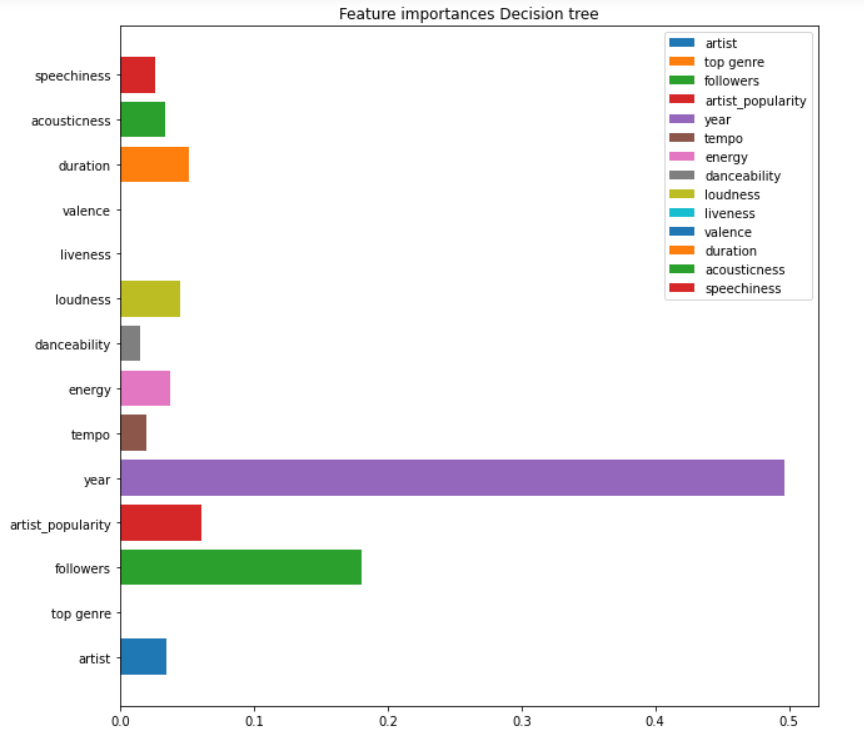 Feature importances Decision tree
artist
top genre
followers
artist_popularity
year
tempo
energy
danceability
loudness
liveness
valence
duration
acousticness
speechiness
speechiness
acousticness
duration
valence
liveness
loudness
danceability
energy
tempo
year
artist_popularity
followers
top genre
artist
0.0 0.1 0.2 0.3 0.4 0.5